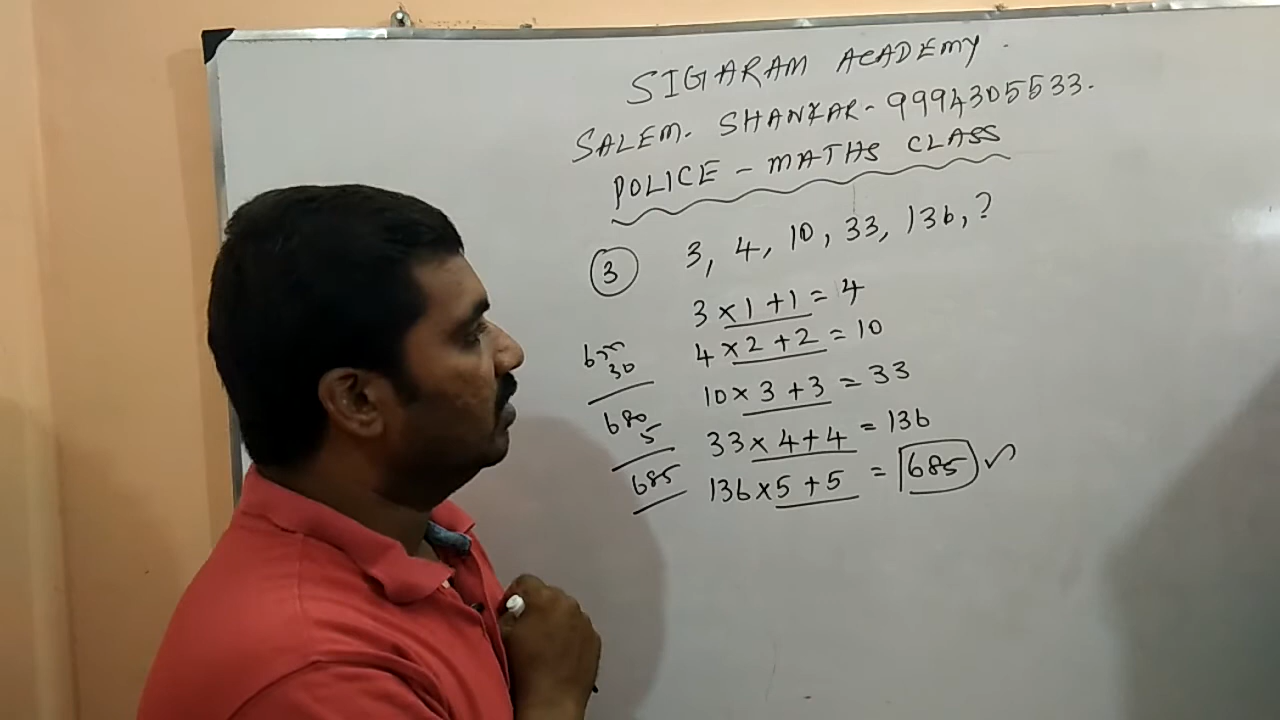 SIGARAM ACADEMY.
SALEM. SHANKAR - 9994305533.
POLICE - MATHS CLASS
3 3, 4, 10, 33, 136, ?
3 × 1 + 1 = 4
4 × 2 + 2 = 10
10 × 3 + 3 = 33
33 × 4 + 4 = 136
136 × 5 + 5 = 685
30
680
5
685